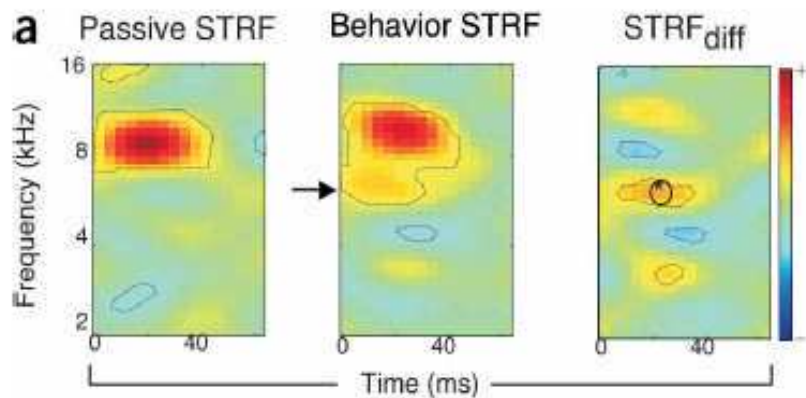 a
Passive STRF
Behavior STRF
STRFdiff
Frequency (kHz)
16
8
4
2
0
40
0
40
0
40
Time (ms)
+
-